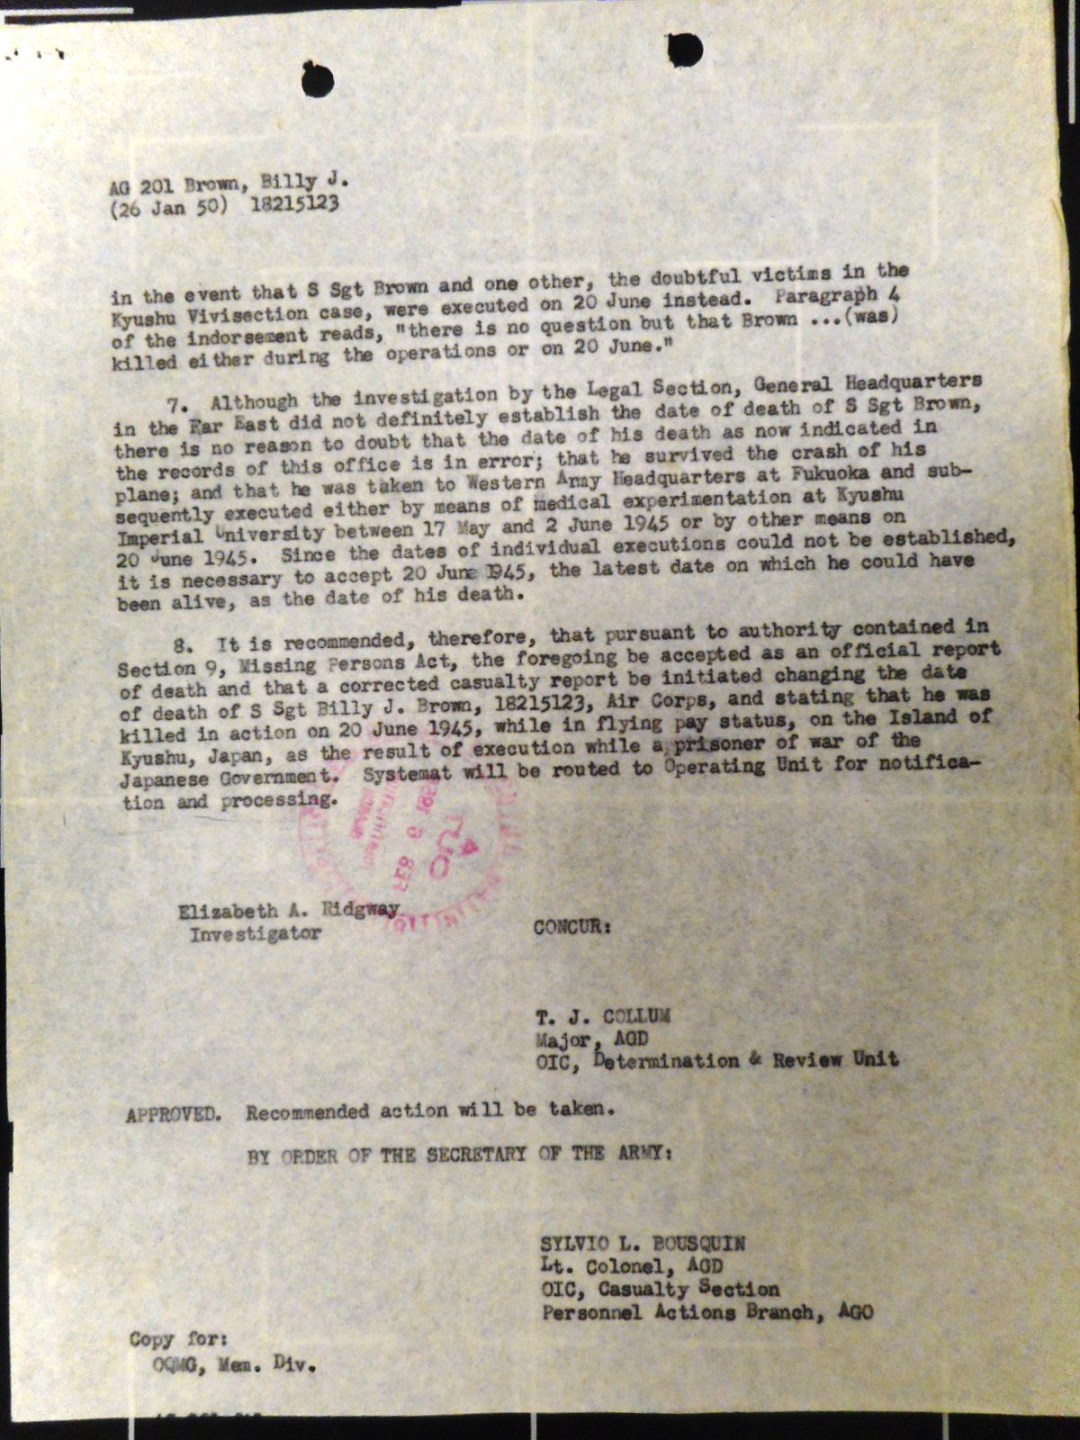 AG 201 Brown, Billy J.
(26 Jan 50) 18215123
in the event that S Sgt Brown and one other, the doubtful victims in the
Kyushu Vivisection case, were executed on 20 June instead. Paragraph 4
of the indorsement reads, "there is no question but that Brown ...(was)
killed either during the operations or on 20 June."
7. Although the investigation by the Legal Section, General Headquarters
in the Far East did not definitely establish the date of death of S Sgt Brown,
there is no reason to doubt that the date of his death as now indicated in
the records of this office is in error; that he survived the crash of his
plane; and that he was taken to Western Army Headquarters at Fukuoka and sub-
sequently executed either by means of medical experimentation at Kyushu
Imperial University between 17 May and 2 June 1945 or by other means on
20 June 1945. Since the dates of individual executions could not be established,
it is necessary to accept 20 June 1945, the latest date on which he could have
been alive, as the date of his death.
8. It is recommended, therefore, that pursuant to authority contained in
Section 9, Missing Persons Act, the foregoing be accepted as an official report
of death and that a corrected casualty report be initiated changing the date
of death of S Sgt Billy J. Brown, 18215123, Air Corps, and stating that he was
killed in action on 20 June 1945, while in flying pay status, on the Island of
Kyushu, Japan, as the result of execution while a prisoner of war of the
Japanese Government. Systemat will be routed to Operating Unit for notifica-
tion and processing.
FEB 6
OUT
A
Elizabeth A. Ridgway
Investigator
CONCUR:
T. J. COLLUM
Major, AGD
OIC, Determination & Review Unit
APPROVED. Recommended action will be taken.
BY ORDER OF THE SECRETARY OF THE ARMY:
SYLVIO L. BOUSQUIN
Lt. Colonel, AGD
OIC, Casualty Section
Personnel Actions Branch, AGO
Copy for:
OQMG, Mem. Div.